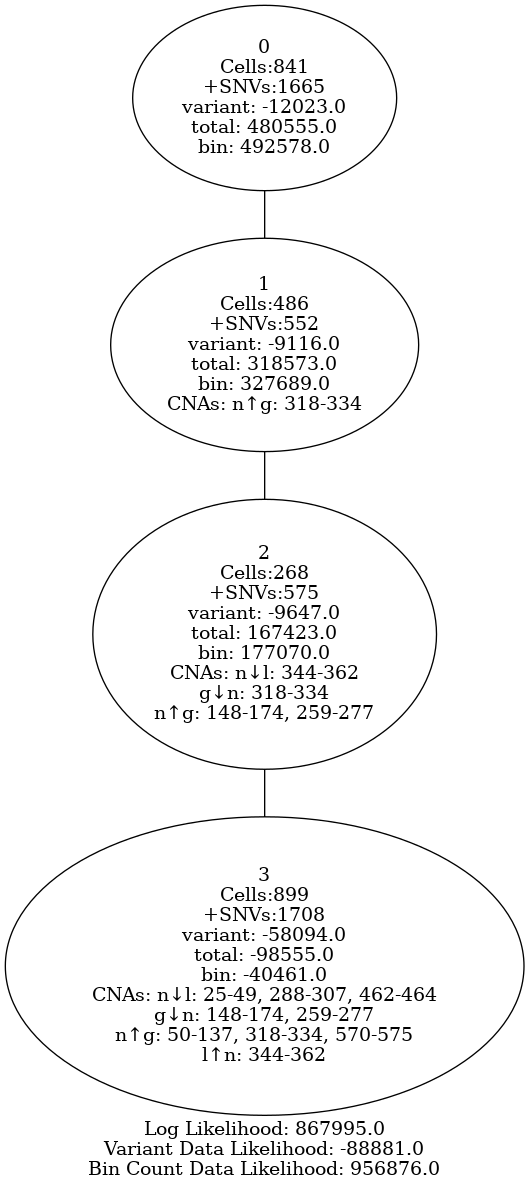 0
Cells:841
+SNVs:1665
variant: -12023.0
total: 480555.0
bin: 492578.0
1
Cells:486
+SNVs:552
variant: -9116.0
total: 318573.0
bin: 327689.0
CNAs: n↑g: 318-334
2
Cells:268
+SNVs:575
variant: -9647.0
total: 167423.0
bin: 177070.0
CNAs: n↓l: 344-362
g↓n: 318-334
n↑g: 148-174, 259-277
3
Cells:899
+SNVs:1708
variant: -58094.0
total: -98555.0
bin: -40461.0
CNAs: n↓l: 25-49, 288-307, 462-464
g↓n: 148-174, 259-277
n↑g: 50-137, 318-334, 570-575
l↑n: 344-362
Log Likelihood: 867995.0
Variant Data Likelihood: -88881.0
Bin Count Data Likelihood: 956876.0